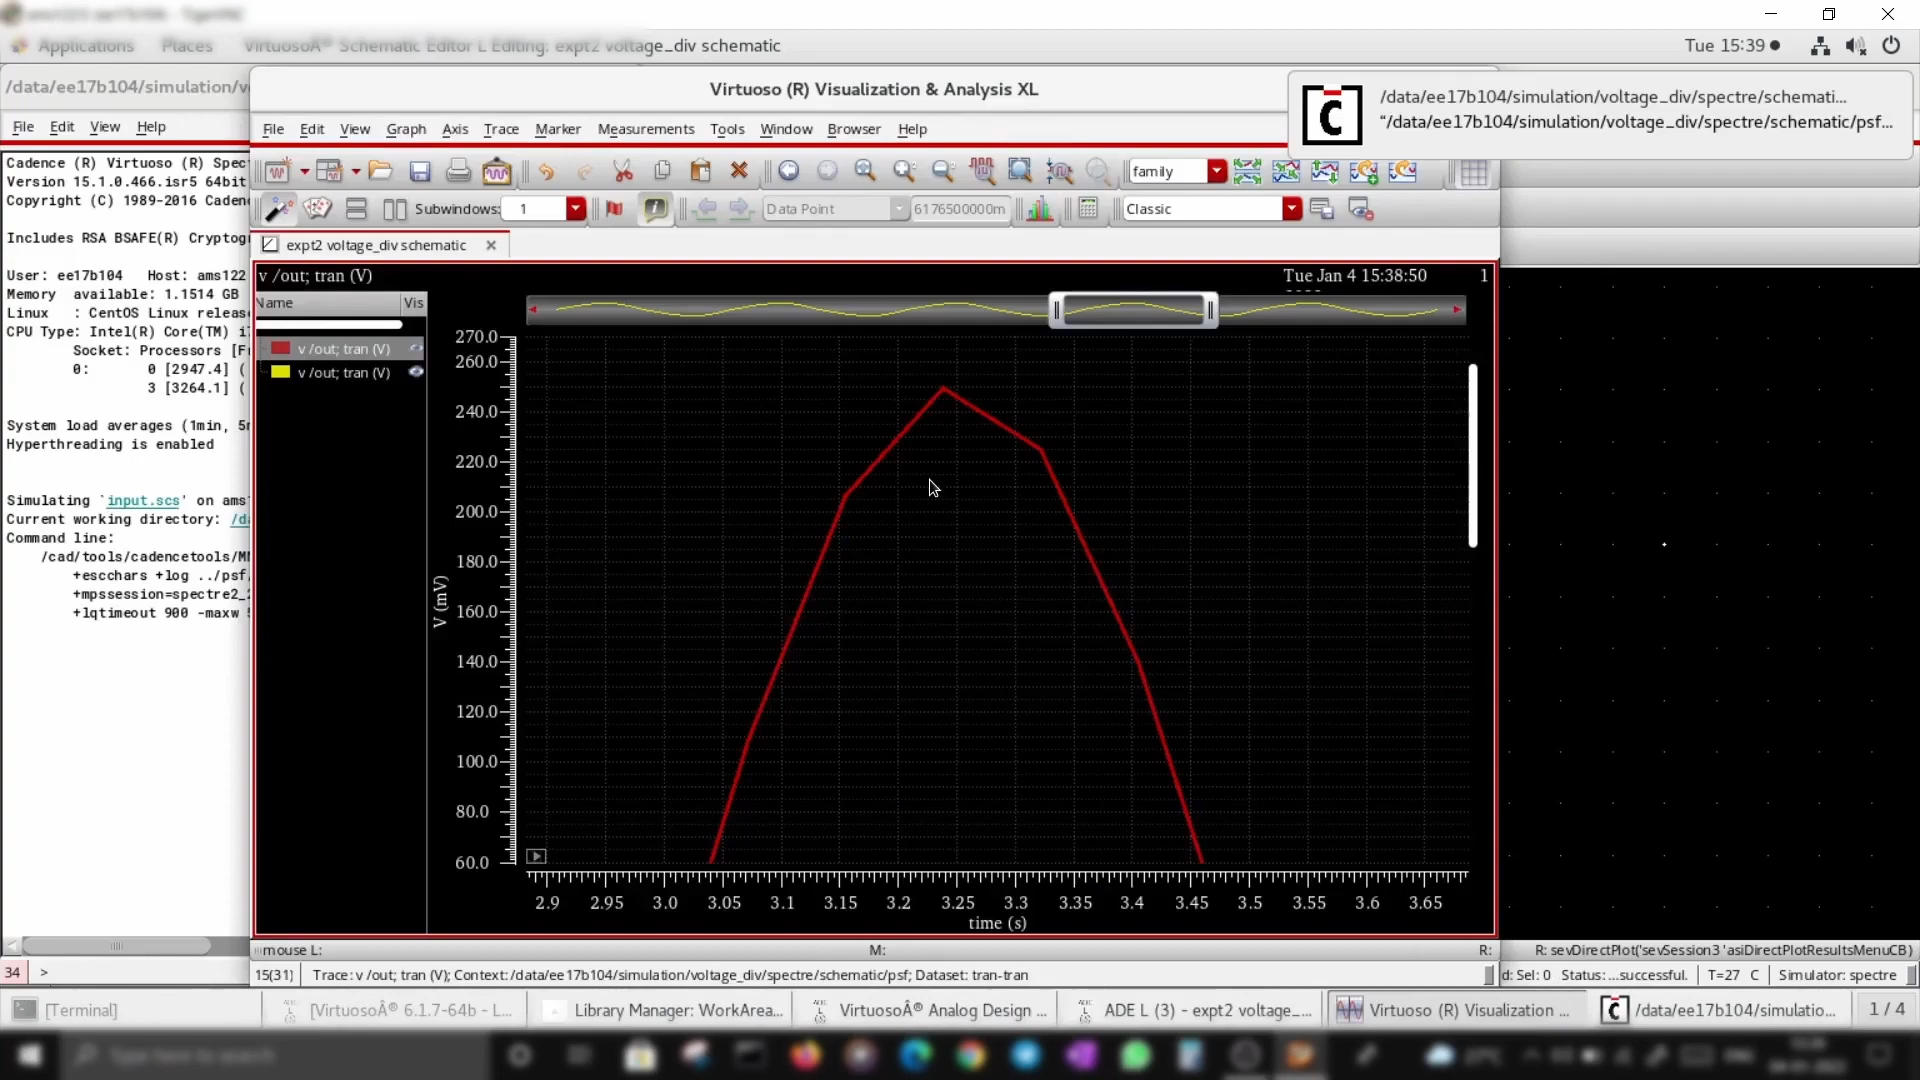 Applications Places VirtuosoÂ® Schematic Editor L Editing: expt2 voltage_div schematic
Tue 15:39
/data/ee17b104/simulation/v
File Edit View Help
Cadence (R) Virtuoso (R) Spec
Version 15.1.0.466.isr5 64bit
Copyright (C) 1989-2016 Caden
Includes RSA BSAFE(R) Cryptog
User: ee17b104 Host: ams122
Memory available: 1.1514 GB
Linux : CentOS Linux releas
CPU Type: Intel(R) Core(TM) i7
Socket: Processors [Fr
0: 0 [2947.4] (
3 [3264.1] (
System load averages (1min, 5m
Hyperthreading is enabled
Simulating `input.scs' on ams
Current working directory: /da
Command line:
/cad/tools/cadencetools/MM
+escchars +log ../psf/
+mpssession=spectre2_2
+lqtimeout 900 -maxw 5
34 >
Virtuoso (R) Visualization & Analysis XL
File Edit View Graph Axis Trace Marker Measurements Tools Window Browser Help
/data/ee17b104/simulation/voltage_div/spectre/schemati...
"/data/ee17b104/simulation/voltage_div/spectre/schematic/psf...
family
Subwindows: 1 Data Point 6176500000m Classic
expt2 voltage_div schematic
v /out; tran (V)
Tue Jan 4 15:38:50 1
Name Vis
v /out; tran (V)
v /out; tran (V)
270.0
260.0
240.0
220.0
200.0
180.0
160.0
140.0
120.0
100.0
80.0
60.0
V (mV)
2.9 2.95 3.0 3.05 3.1 3.15 3.2 3.25 3.3 3.35 3.4 3.45 3.5 3.55 3.6 3.65
time (s)
mouse L: M: R:
R: sevDirectPlot('sevSession3 'asiDirectPlotResultsMenuCB)
15(31) Trace: v /out; tran (V); Context: /data/ee17b104/simulation/voltage_div/spectre/schematic/psf; Dataset: tran-tran
d: Sel: 0 Status: ...successful. T=27 C Simulator: spectre
[Terminal] [VirtuosoÂ® 6.1.7-64b - L... Library Manager: WorkArea... VirtuosoÂ® Analog Design ... ADE L (3) - expt2 voltage_... Virtuoso (R) Visualization ... /data/ee17b104/simulatio... 1 / 4
Type here to search